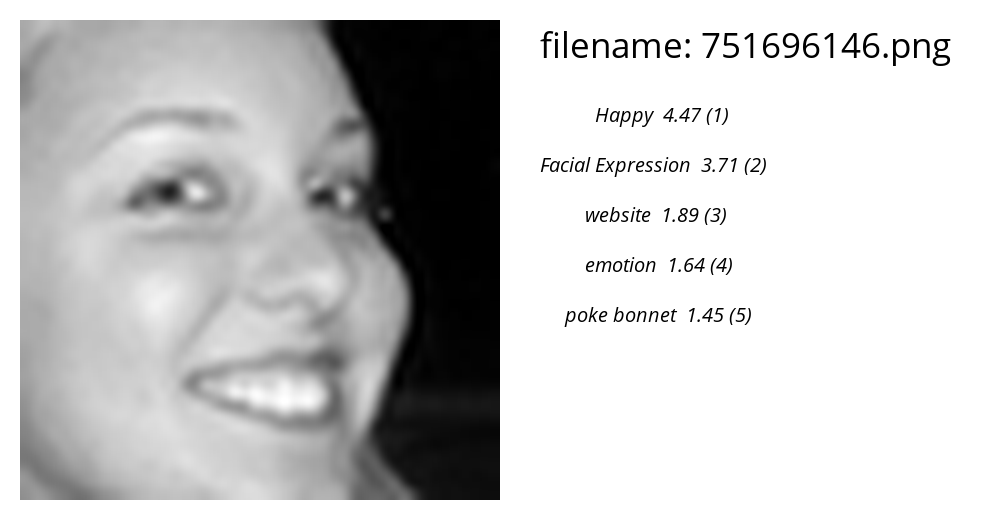 filename: 751696146.png
Happy 4.47 (1)
Facial Expression 3.71 (2)
website 1.89 (3)
emotion 1.64 (4)
poke bonnet 1.45 (5)